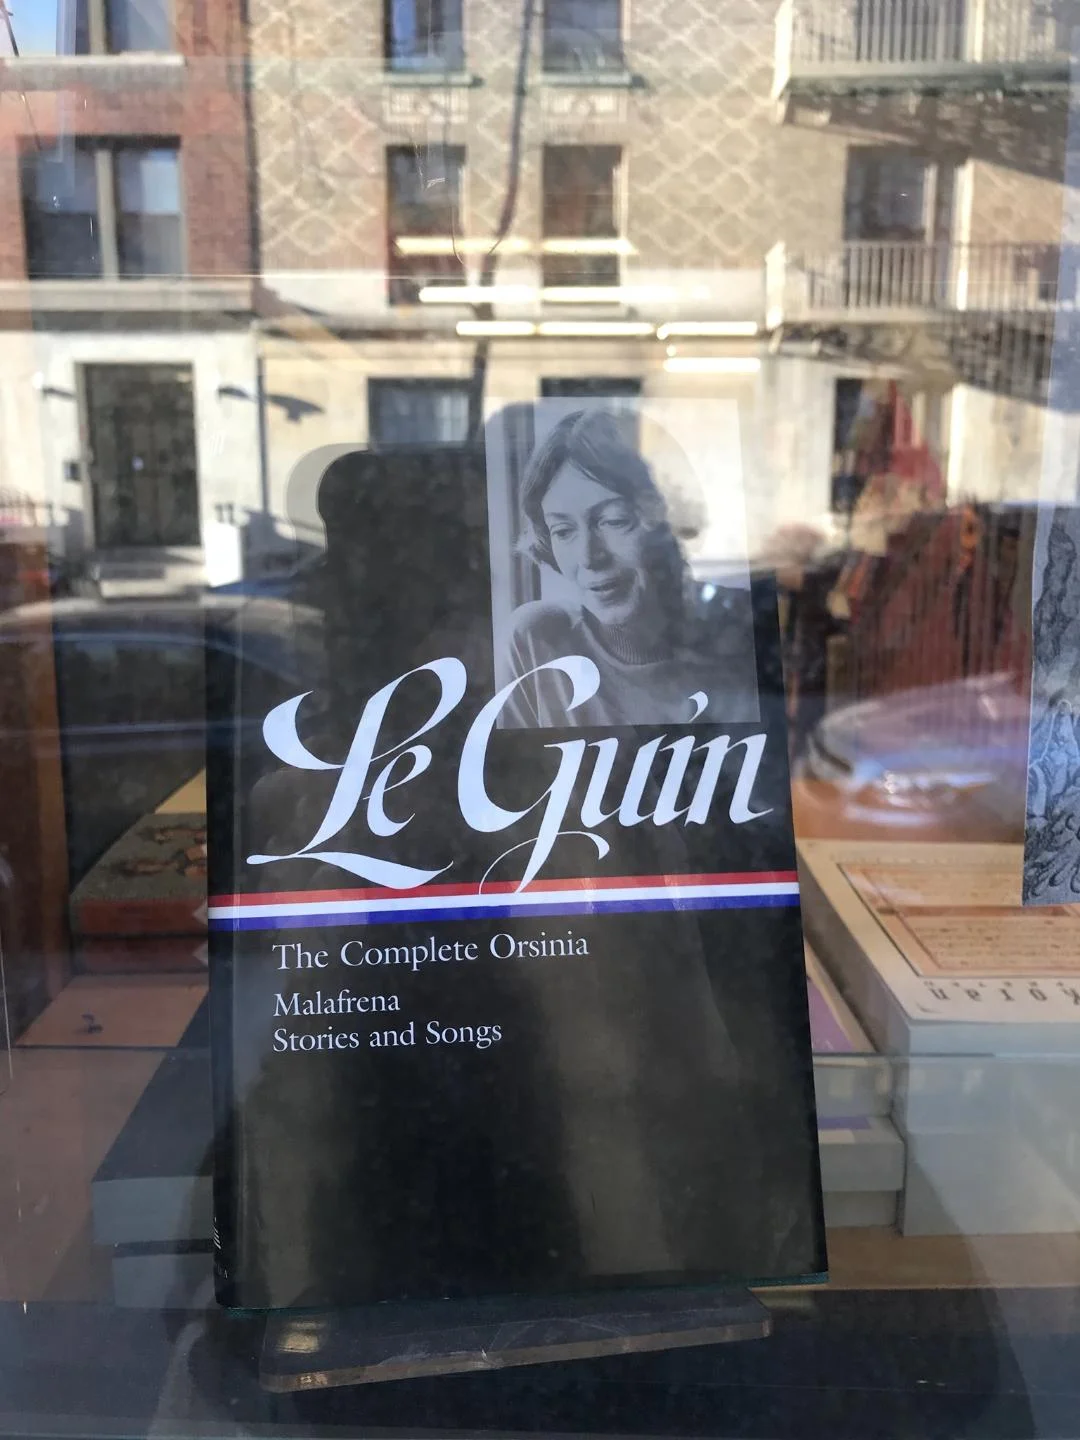 Le Guin
The Complete Orsinia
Malafrena
Stories and Songs